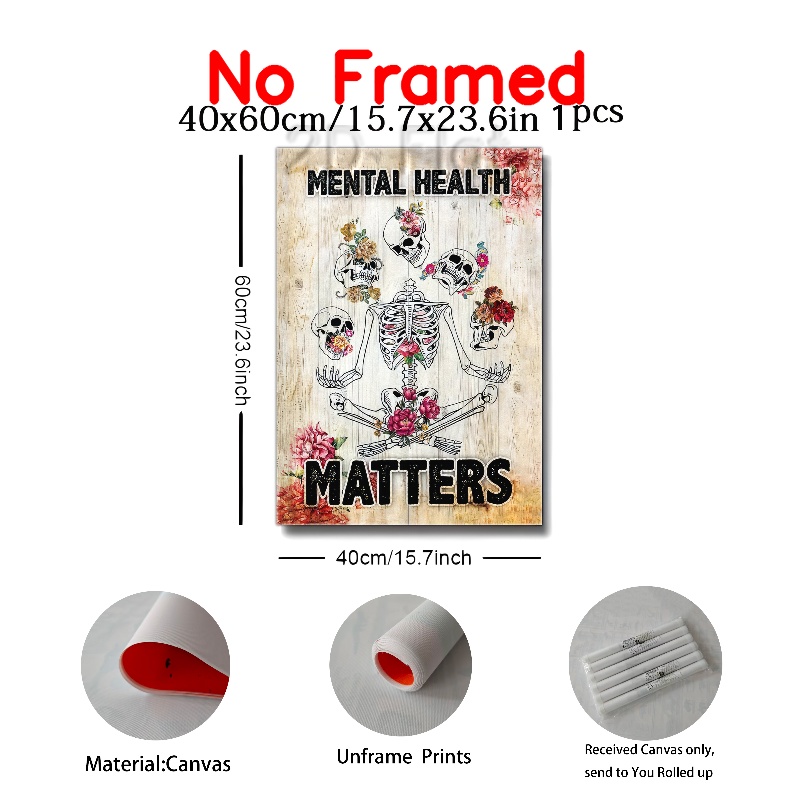 No Framed
40x60cm/15.7x23.6in 1pcs
MENTAL HEALTH
60cm/23.6inch
MATTERS
40cm/15.7inch
Material:Canvas
Unframe Prints
Received Canvas only,
send to You Rolled up